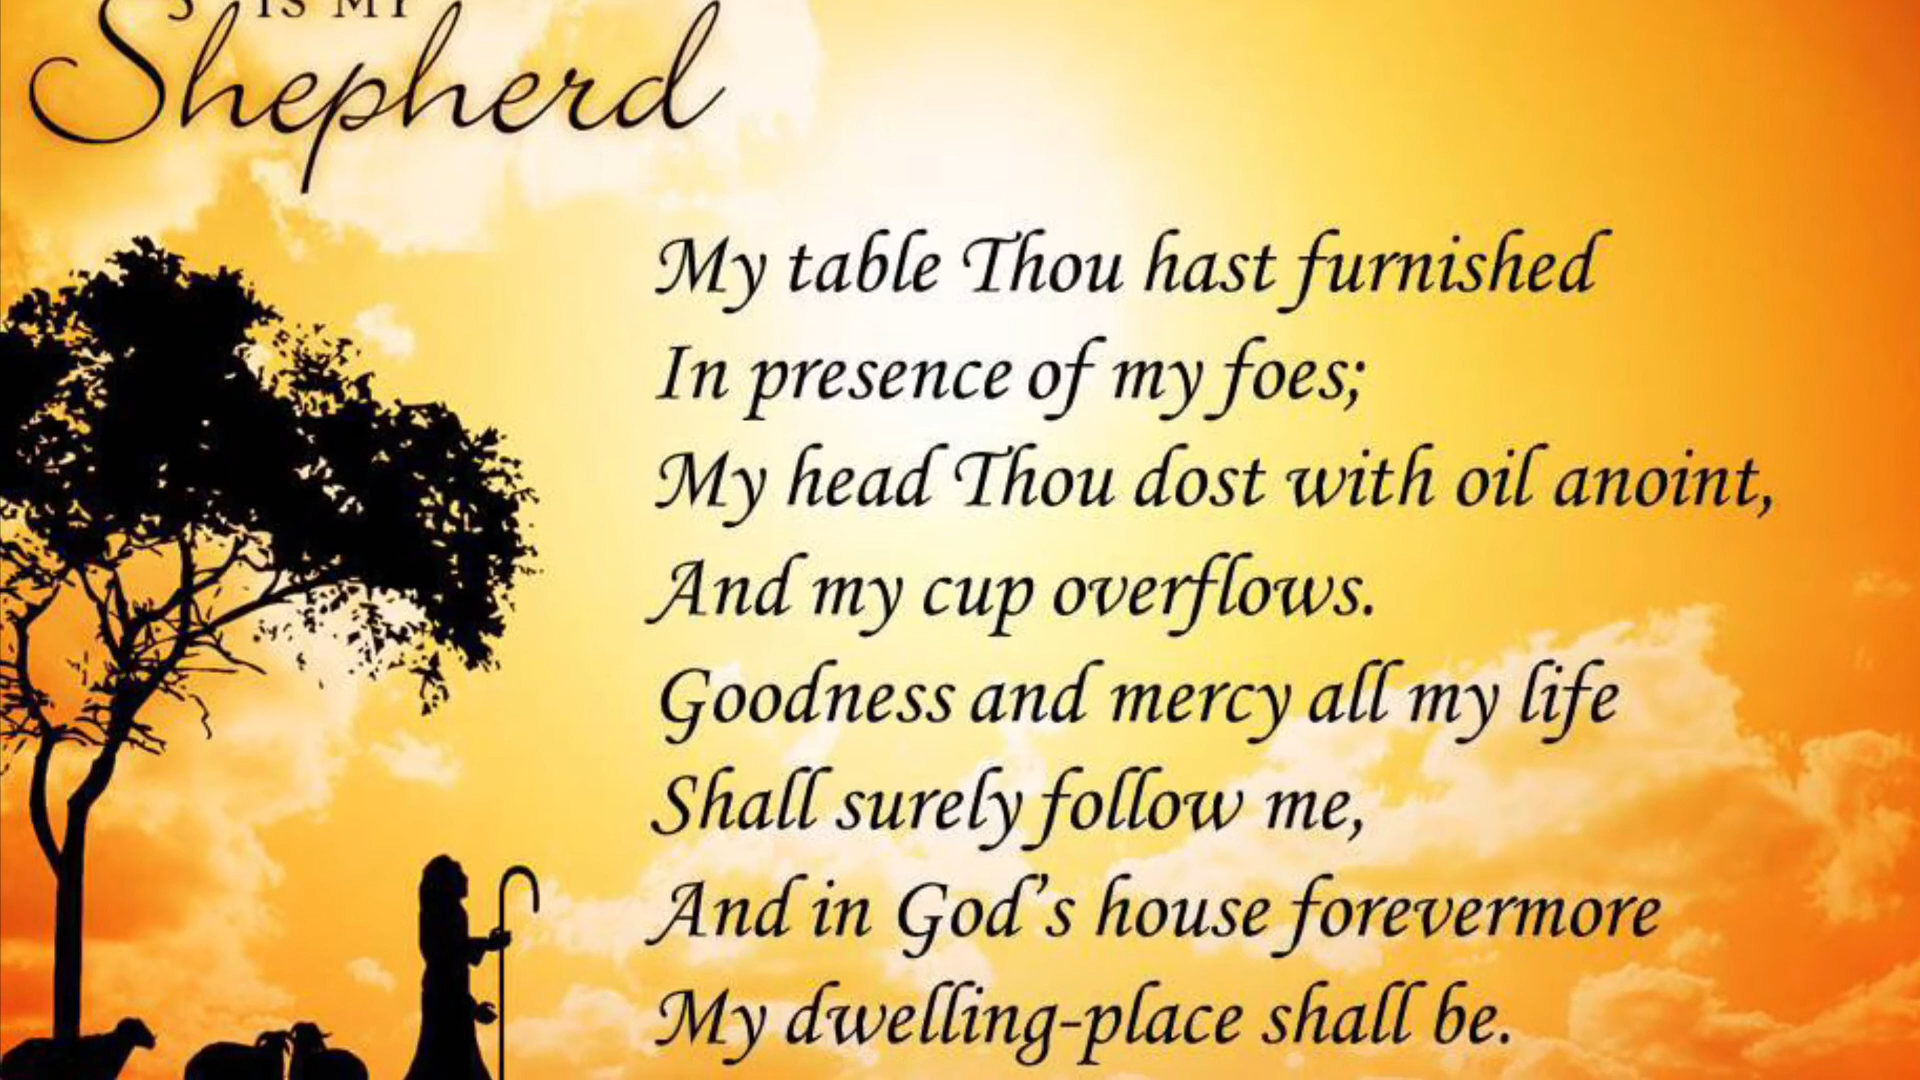 IS MY
Shepherd
My table Thou hast furnished
In presence of my foes;
My head Thou dost with oil anoint,
And my cup overflows.
Goodness and mercy all my life
Shall surely follow me,
And in God's house forevermore
My dwelling-place shall be.